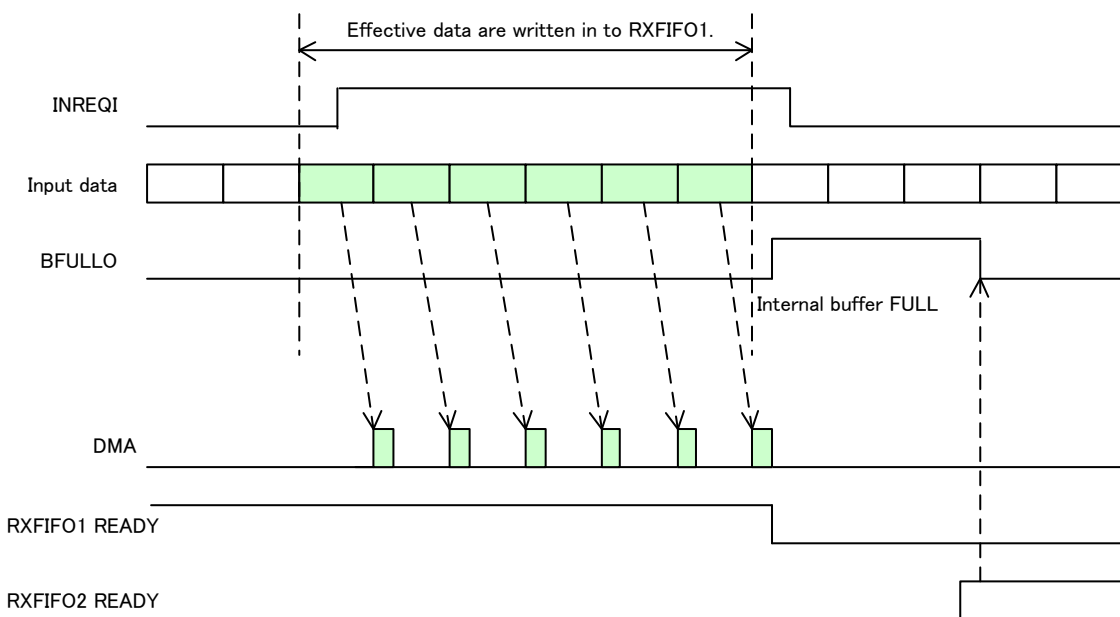 Effective data are written in to RXFIFO1.
INREQI
Input data
BFULLO
Internal buffer FULL
DMA
RXFIFO1 READY
RXFIFO2 READY